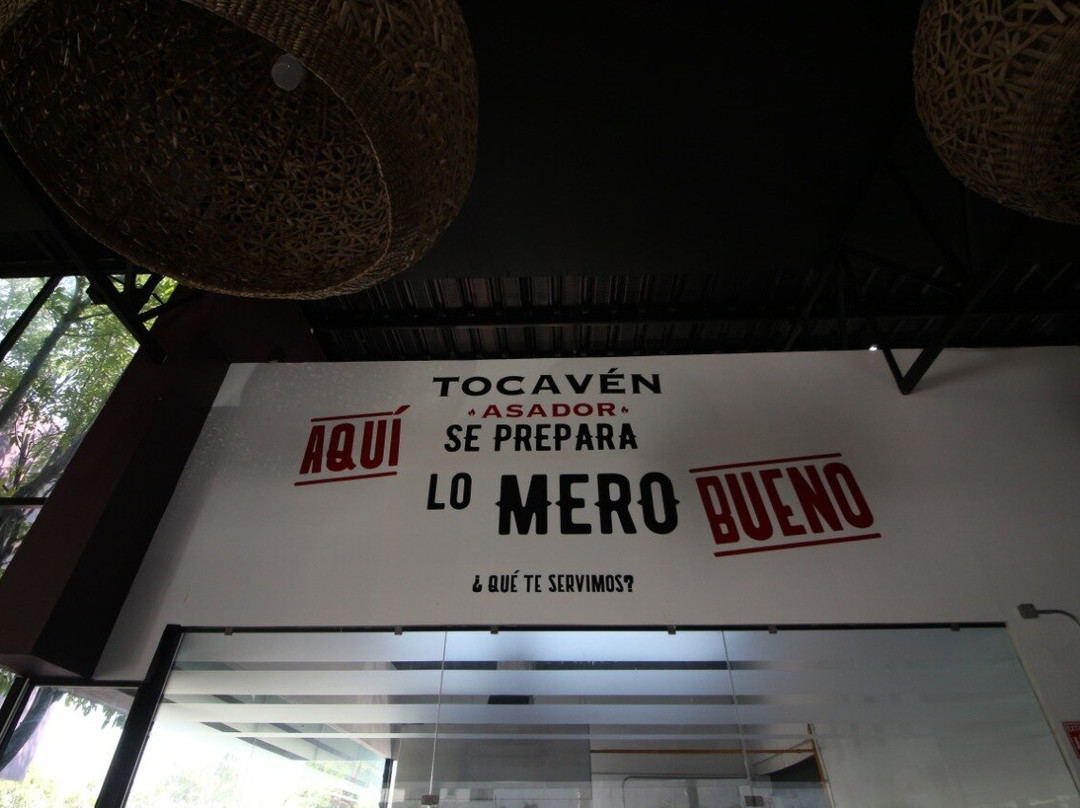 TOCAVÉN
ASADOR
AQUÍ SE PREPARA
LO MERO BUENO
¿QUÉ TE SERVIMOS?